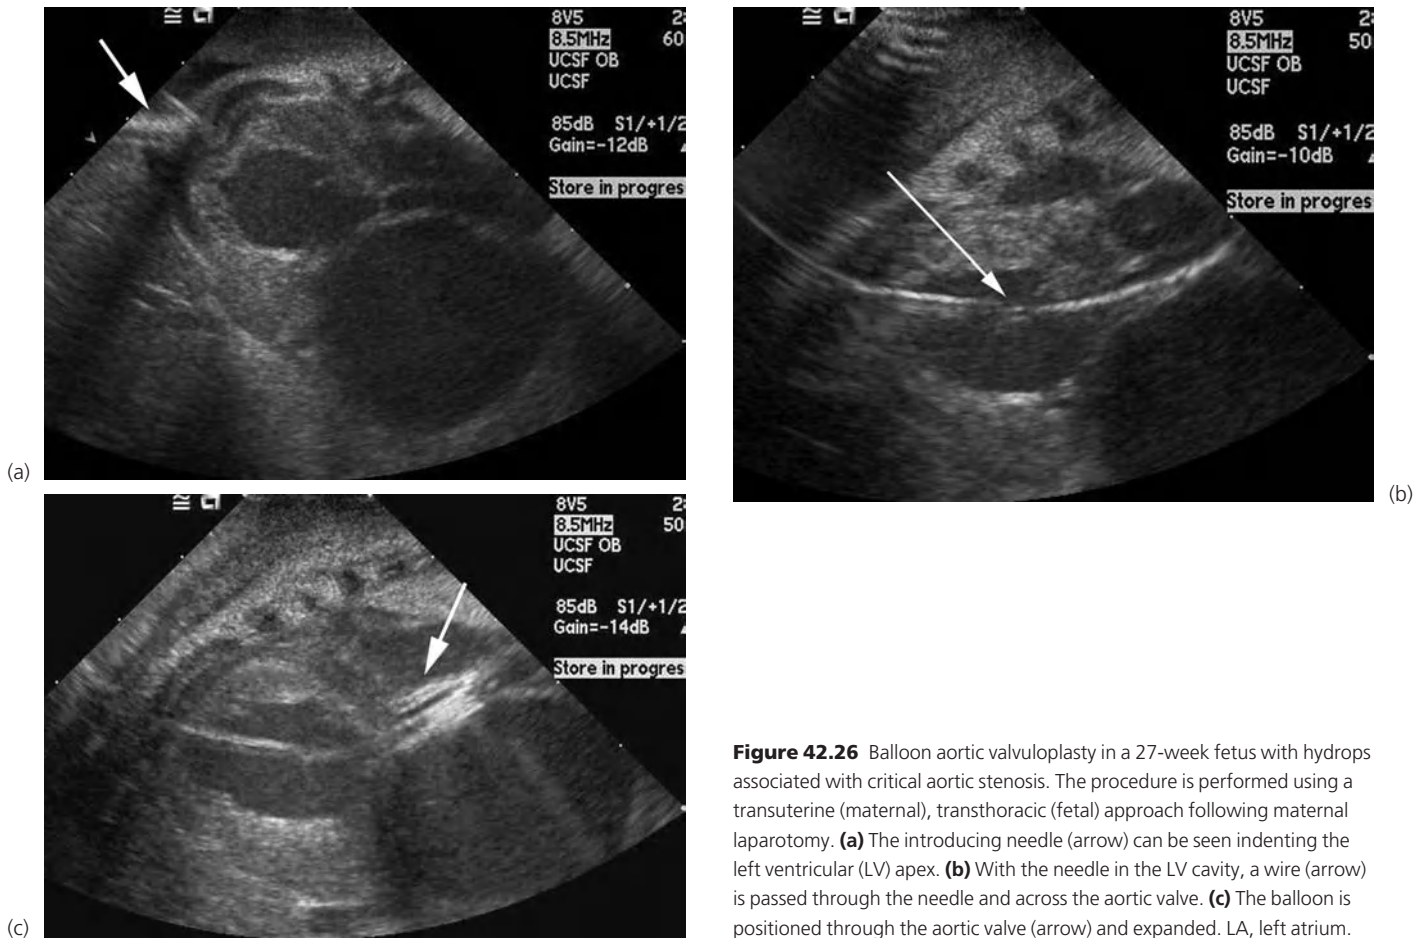 8V5 2:
8.5MHz 60
UCSF OB
UCSF
85dB S1/+1/2
Gain=-12dB
Store in progres
(a)
8V5 2:
8.5MHz 50
UCSF OB
UCSF
85dB S1/+1/2
Gain=-10dB
Store in progres
(b)
8V5 2:
8.5MHz 50
UCSF OB
UCSF
85dB S1/+1/2
Gain=-14dB
Store in progres
(c)
Figure 42.26 Balloon aortic valvuloplasty in a 27-week fetus with hydrops
associated with critical aortic stenosis. The procedure is performed using a
transuterine (maternal), transthoracic (fetal) approach following maternal
laparotomy. (a) The introducing needle (arrow) can be seen indenting the
left ventricular (LV) apex. (b) With the needle in the LV cavity, a wire (arrow)
is passed through the needle and across the aortic valve. (c) The balloon is
positioned through the aortic valve (arrow) and expanded. LA, left atrium.